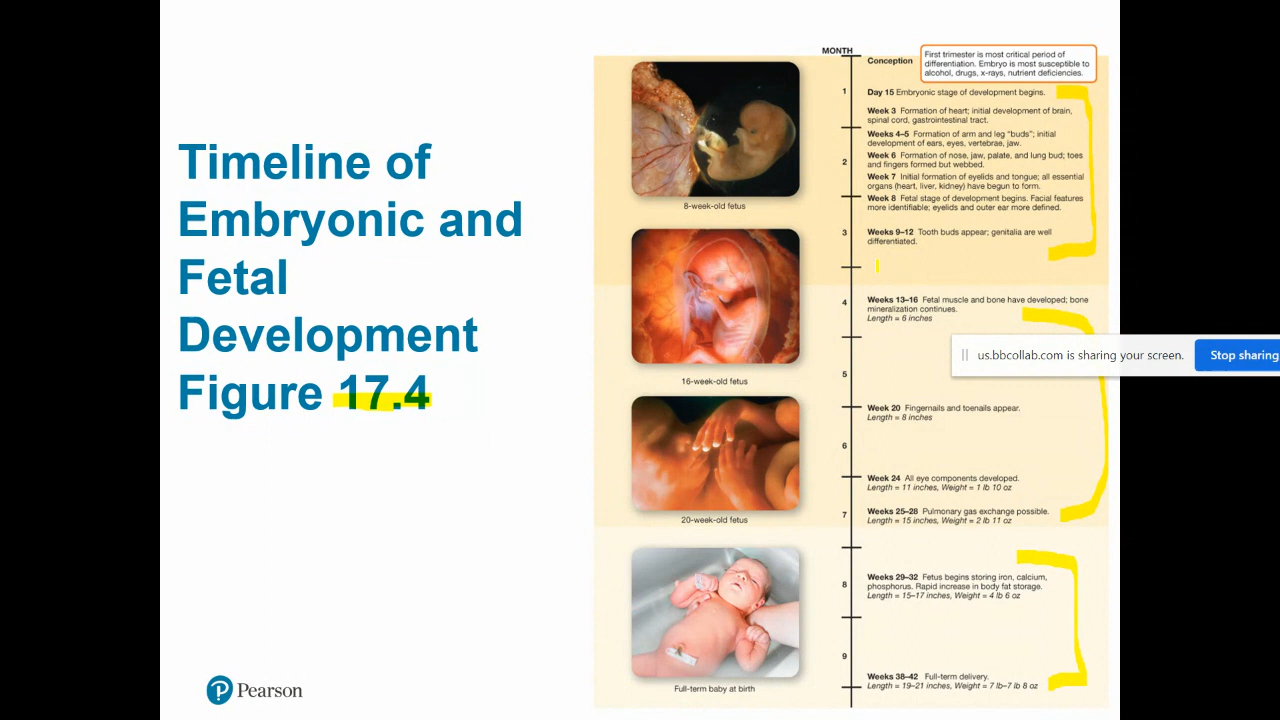 Timeline of
Embryonic and
Fetal
Development
Figure 17.4
MONTH
Conception
First trimester is most critical period of
differentiation. Embryo is most susceptible to
alcohol, drugs, x-rays, nutrient deficiencies.
1
Day 15 Embryonic stage of development begins.
Week 3 Formation of heart; initial development of brain,
spinal cord, gastrointestinal tract.
Weeks 4–5 Formation of arm and leg “buds”; initial
development of ears, eyes, vertebrae, jaw.
2
Week 6 Formation of nose, jaw, palate, and lung bud; toes
and fingers formed but webbed.
Week 7 Initial formation of eyelids and tongue; all essential
organs (heart, liver, kidney) have begun to form.
Week 8 Fetal stage of development begins. Facial features
more identifiable; eyelids and outer ear more defined.
8-week-old fetus
3
Weeks 9–12 Tooth buds appear; genitalia are well
differentiated.
4
Weeks 13–16 Fetal muscle and bone have developed; bone
mineralization continues.
Length = 6 inches
us.bbcollab.com is sharing your screen.
Stop sharing
16-week-old fetus
5
Week 20 Fingernails and toenails appear.
Length = 8 inches
6
Week 24 All eye components developed.
Length = 11 inches, Weight = 1 lb 10 oz
7
Weeks 25–28 Pulmonary gas exchange possible.
Length = 15 inches, Weight = 2 lb 11 oz
20-week-old fetus
8
Weeks 29–32 Fetus begins storing iron, calcium,
phosphorus. Rapid increase in body fat storage.
Length = 15–17 inches, Weight = 4 lb 6 oz
9
Weeks 38–42 Full-term delivery.
Length = 19–21 inches, Weight = 7 lb–7 lb 8 oz
Full-term baby at birth
P Pearson